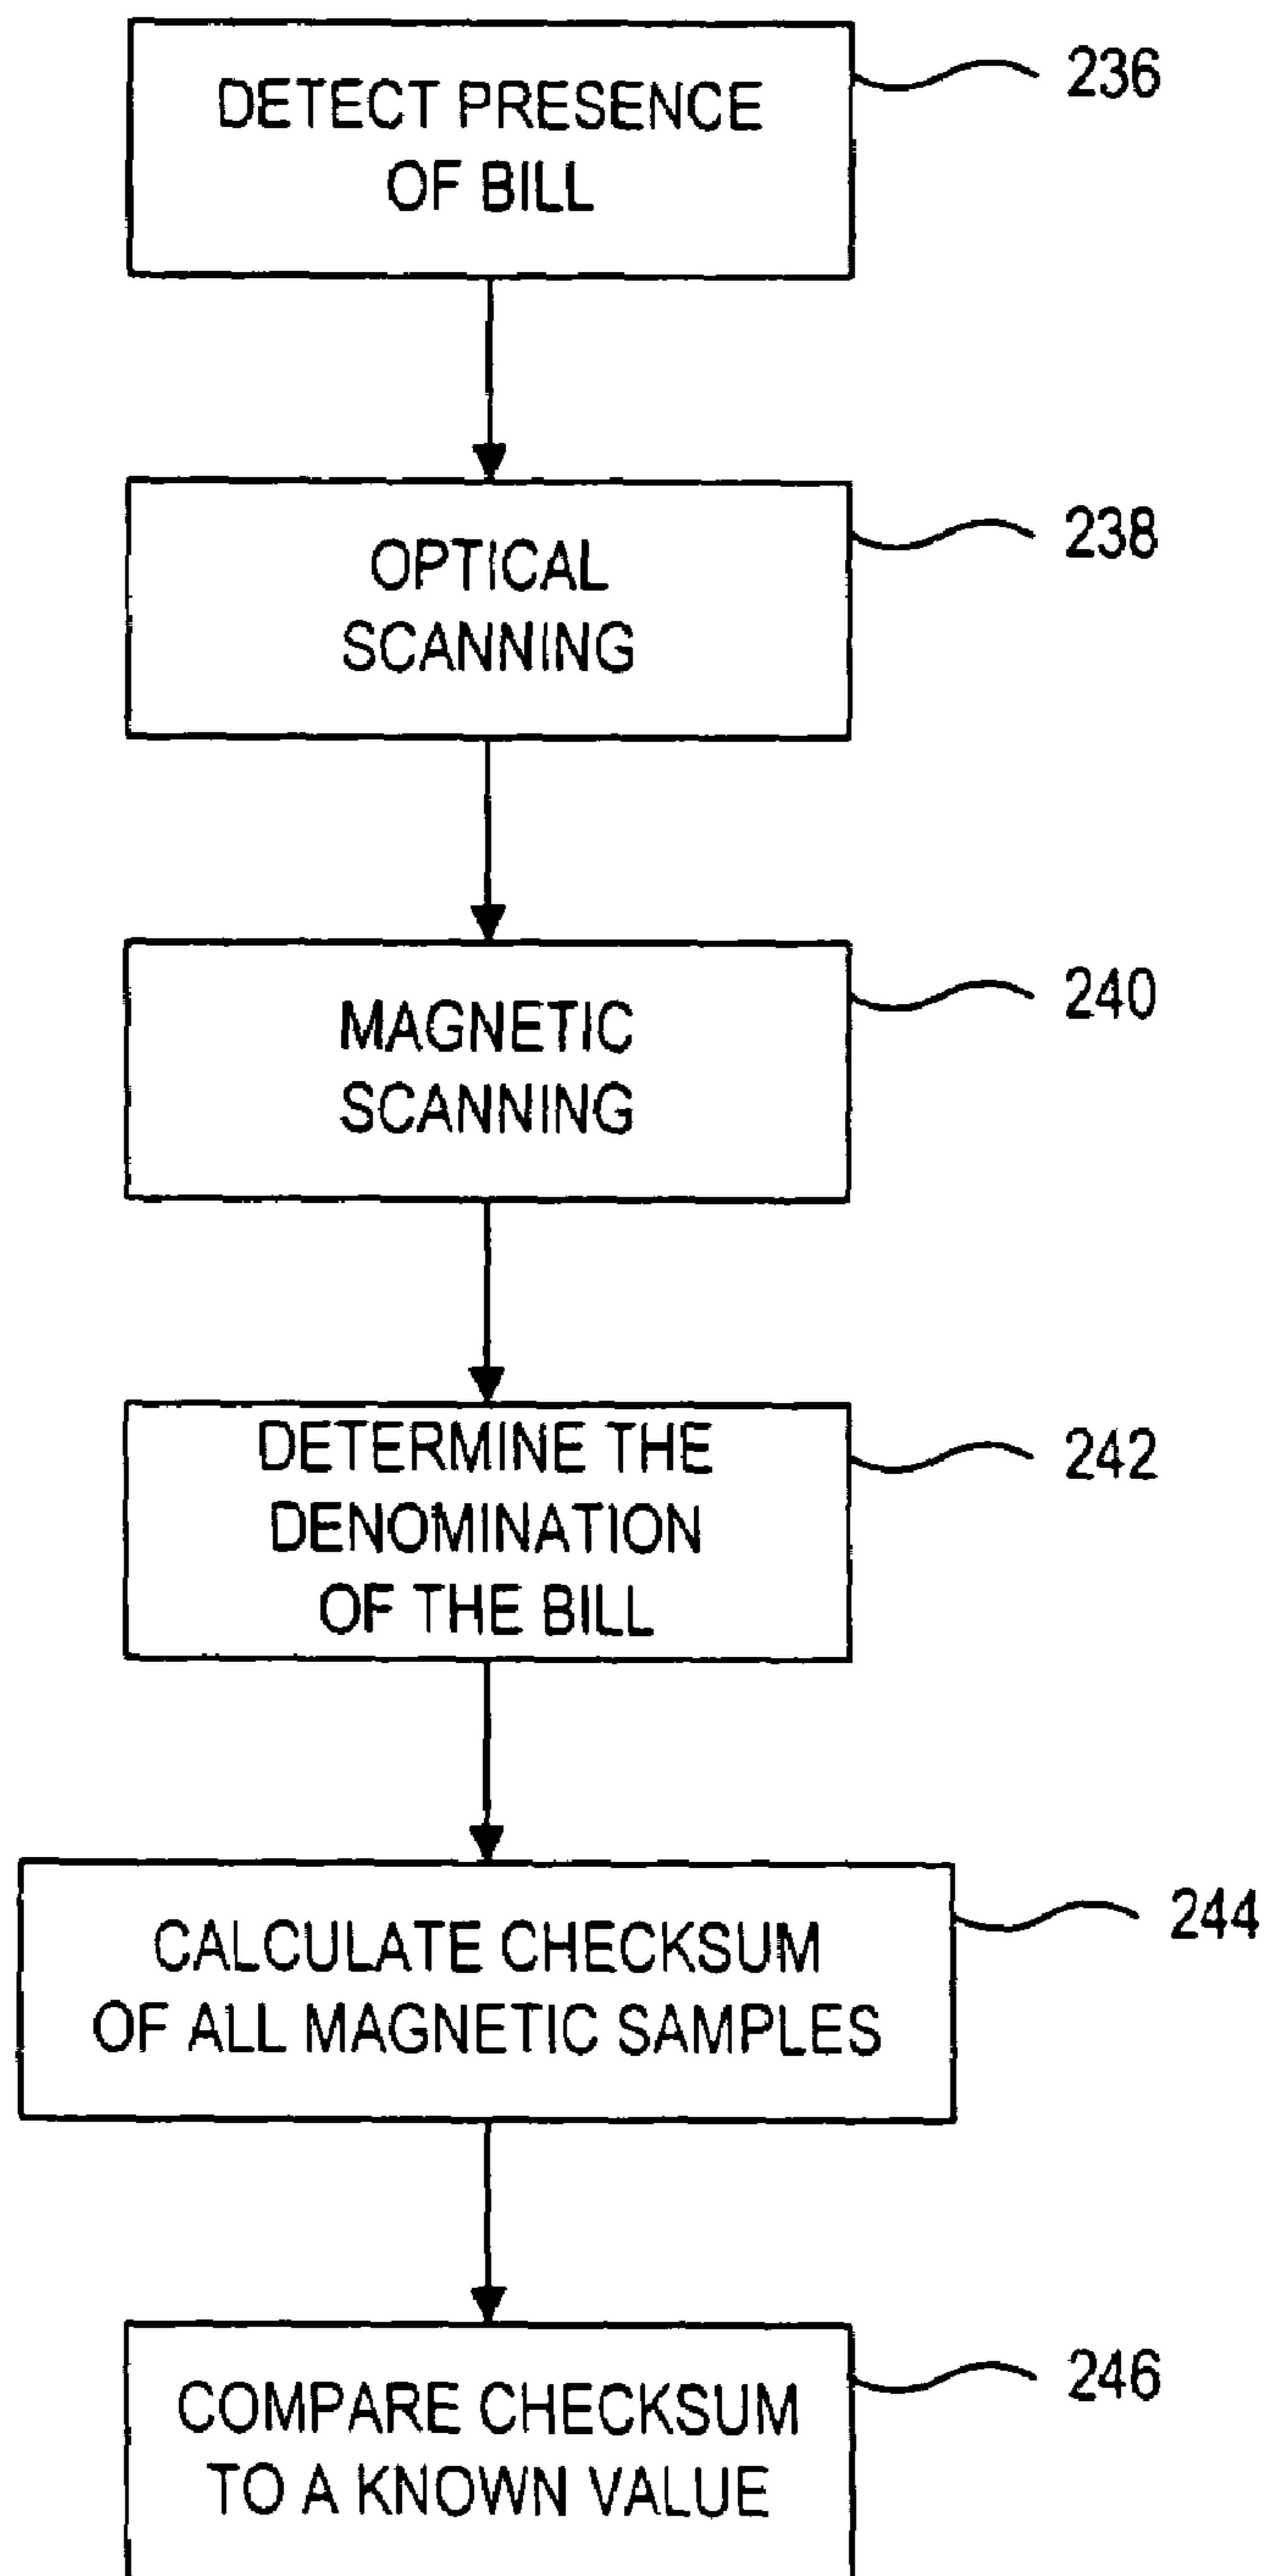 DETECT PRESENCE
OF BILL
236
OPTICAL
SCANNING
238
MAGNETIC
SCANNING
240
DETERMINE THE
DENOMINATION
OF THE BILL
242
CALCULATE CHECKSUM
OF ALL MAGNETIC SAMPLES
244
COMPARE CHECKSUM
TO A KNOWN VALUE
246